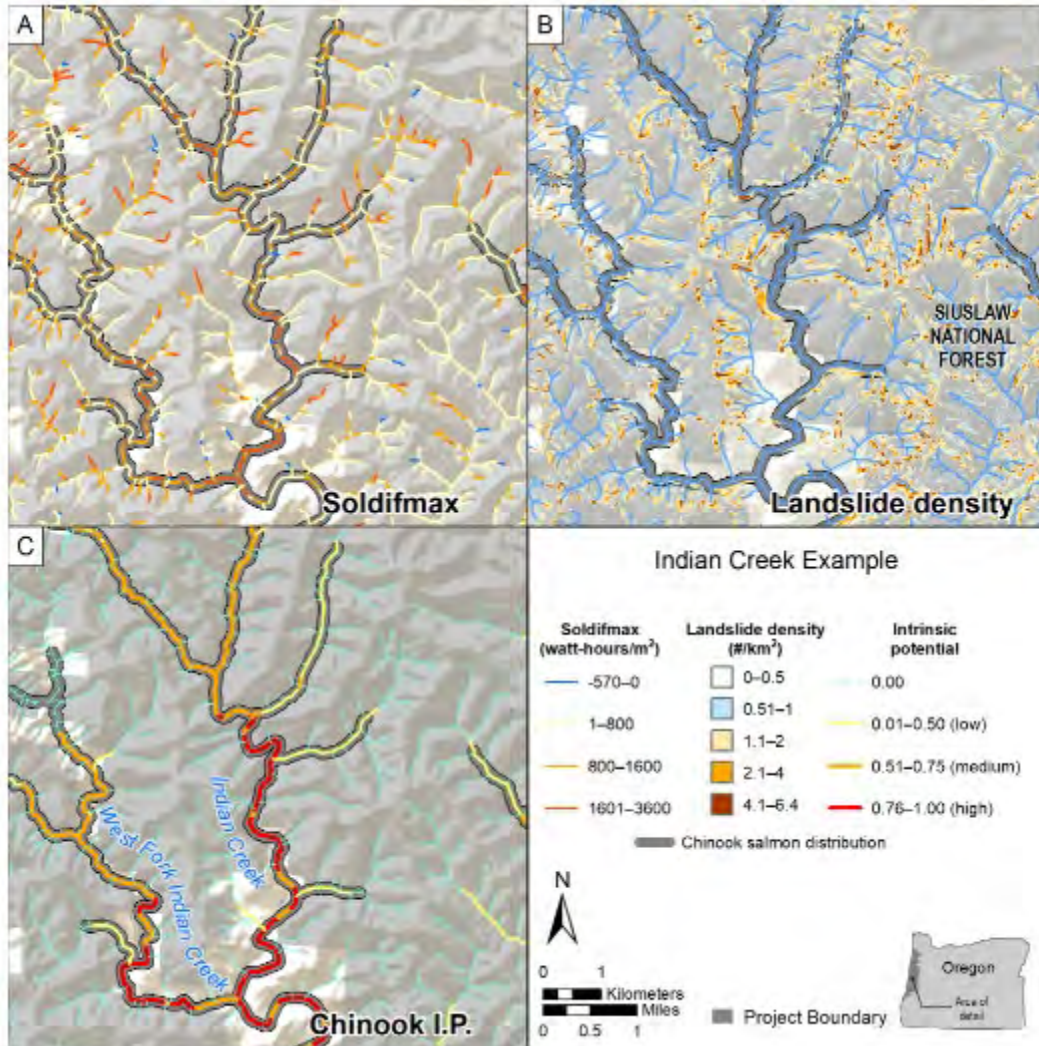 A
Soldifmax
B
SIUSLAW
NATIONAL
FOREST
Landslide density
C
Indian Creek
West Fork Indian Creek
Chinook I.P.
Indian Creek Example
Soldifmax
(watt-hours/m²)
-570–0
1–800
800–1600
1601–3600
Landslide density
(#/km²)
0–0.5
0.51–1
1.1–2
2.1–4
4.1–6.4
Intrinsic
potential
0.00
0.01–0.50 (low)
0.51–0.75 (medium)
0.76–1.00 (high)
Chinook salmon distribution
N
0 1
Kilometers
Miles
0 0.5 1
Project Boundary
Oregon
Area of
detail